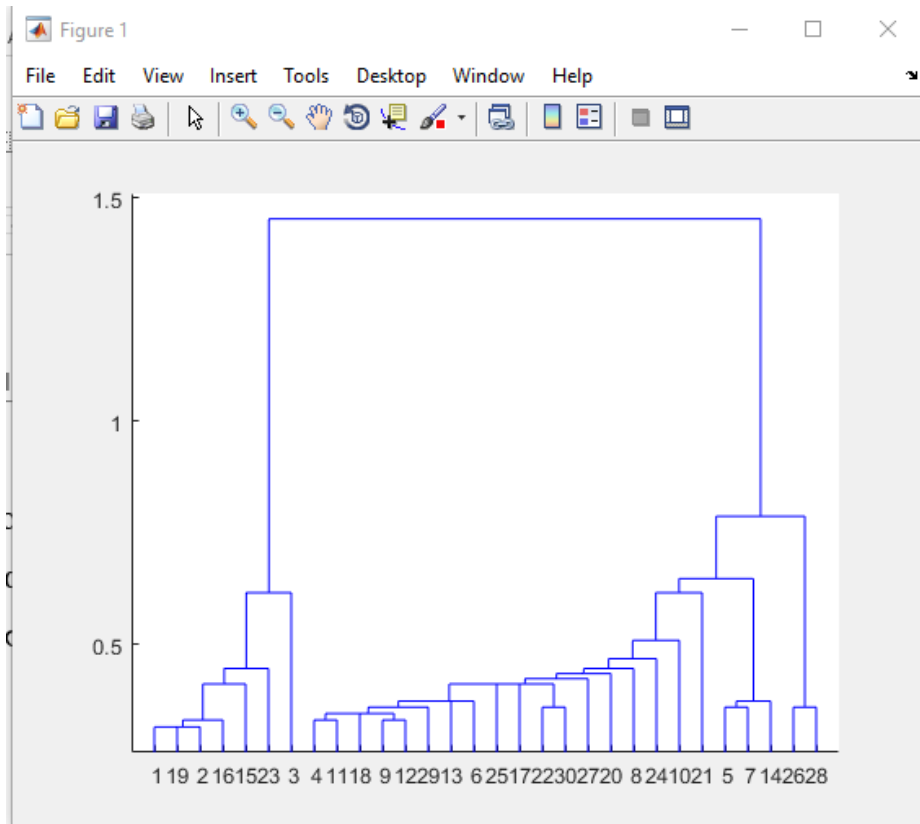 Figure 1
File Edit View Insert Tools Desktop Window Help
1.5
1
0.5
1 19 2 16 15 23 3 4 11 18 9 12 29 13 6 25 17 22 30 27 20 8 24 10 21 5 7 14 26 28